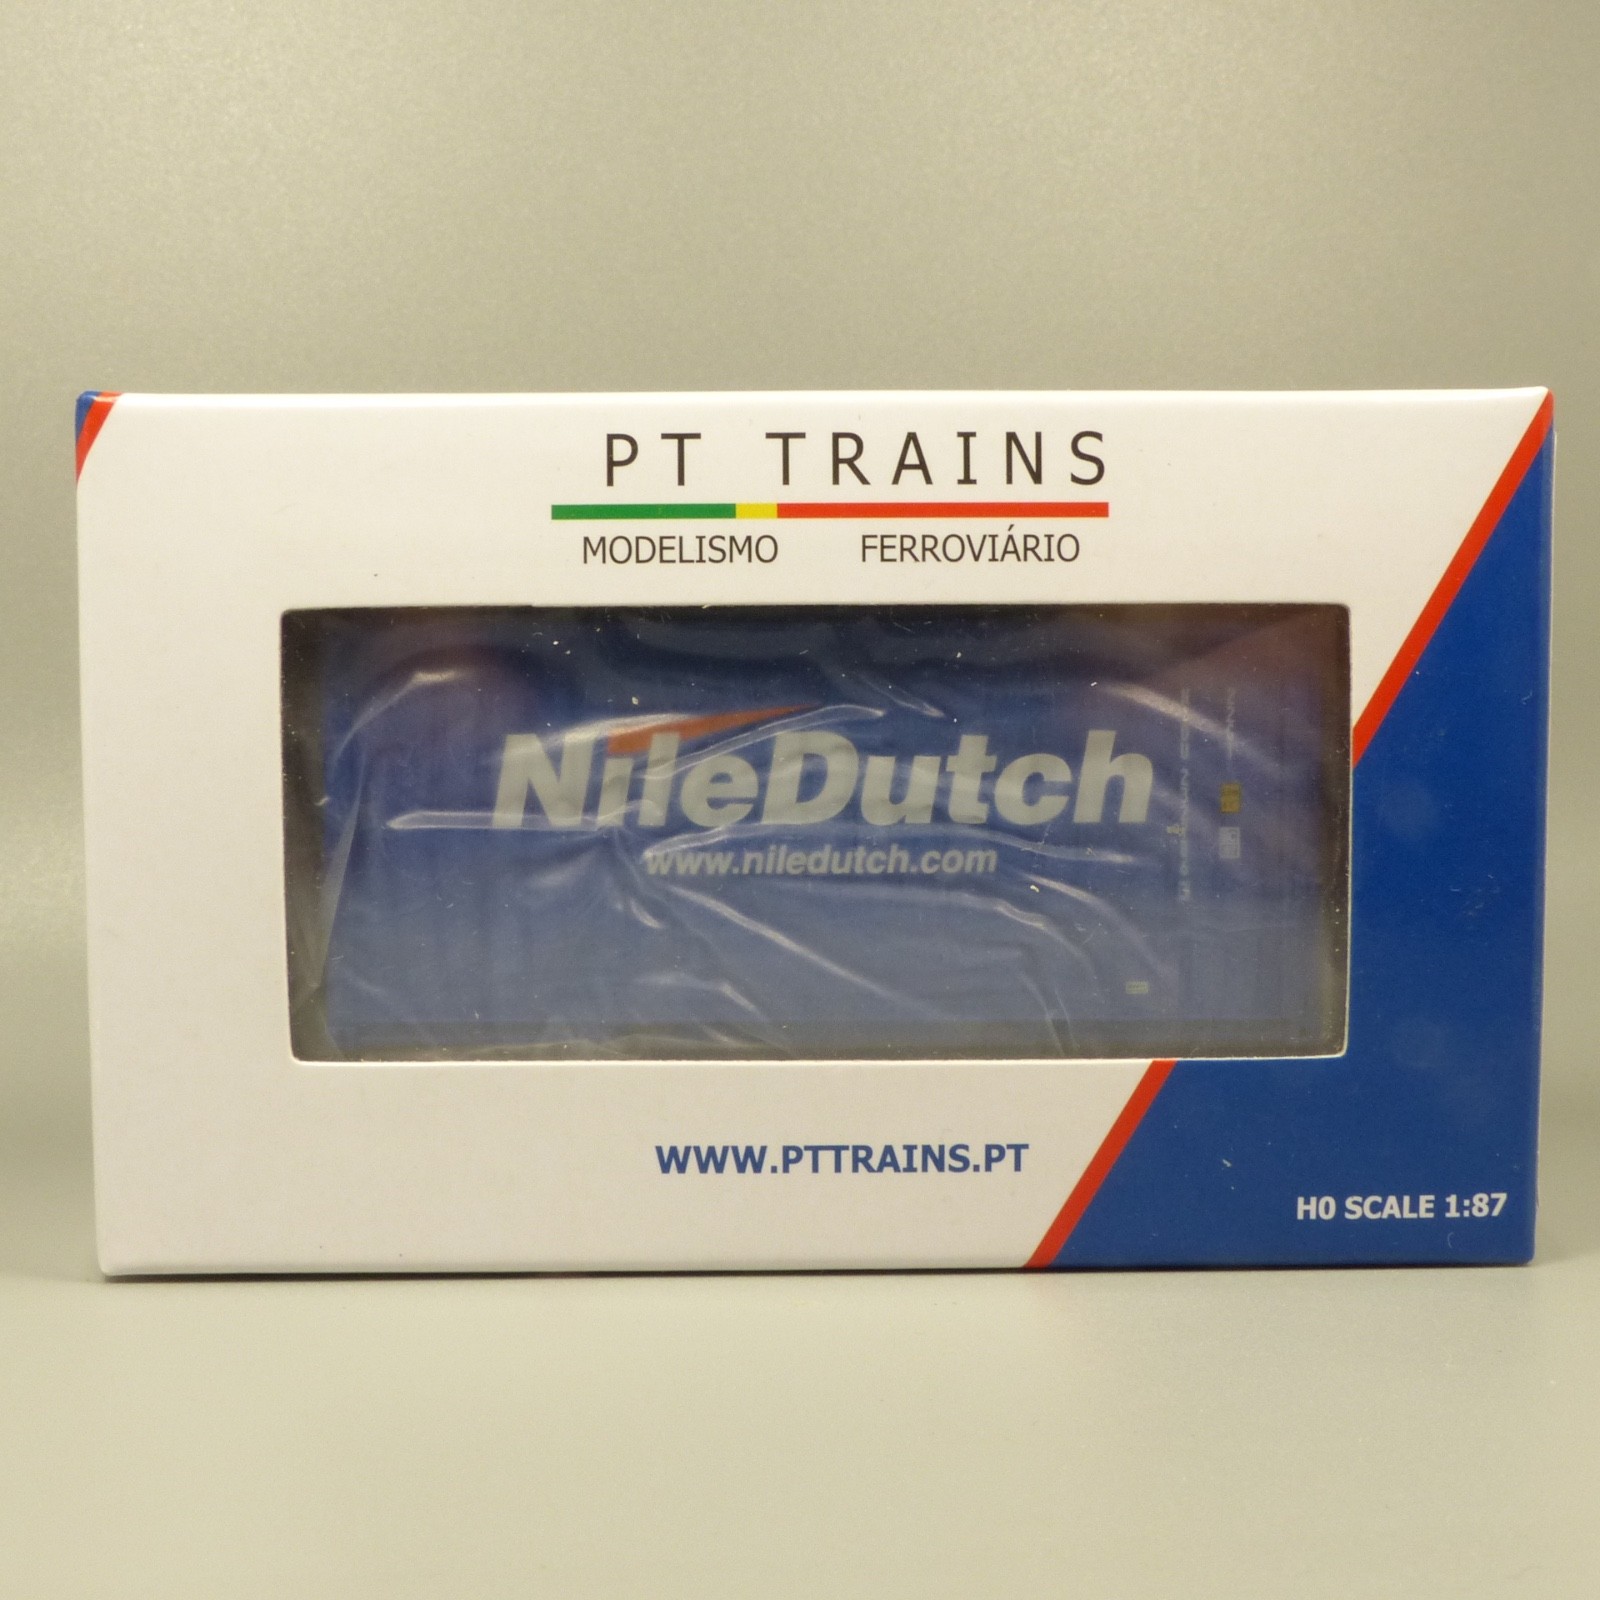 PT TRAINS
MODELISMO FERROVIÁRIO
NileDutch
www.niledutch.com
WWW.PTTRAINS.PT
H0 SCALE 1:87